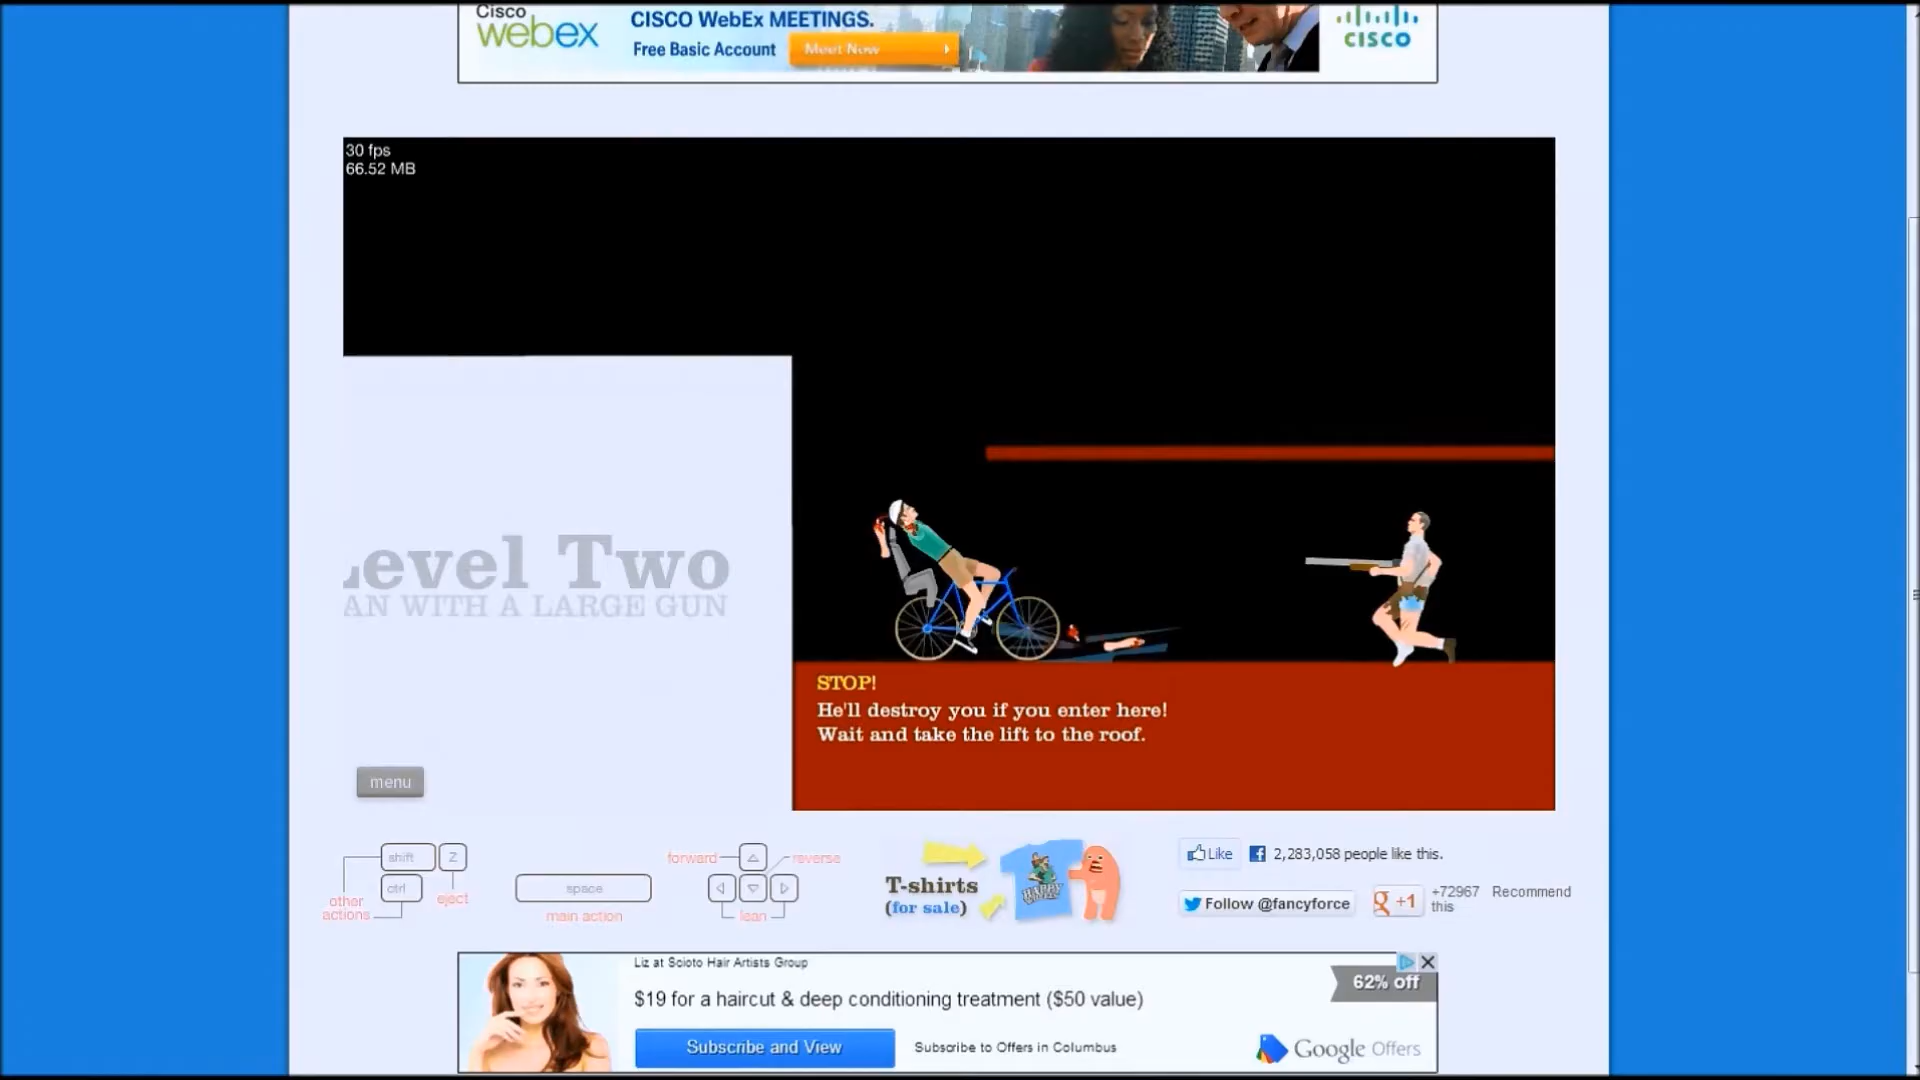 Cisco
webex
CISCO WebEx MEETINGS.
Free Basic Account
Meet Now
CISCO
30 fps
66.52 MB
Level Two
AN WITH A LARGE GUN
STOP!
He'll destroy you if you enter here!
Wait and take the lift to the roof.
menu
shift
Z
ctrl
other
actions
eject
space
main action
forward
reverse
lean
T-shirts
(for sale)
HAPPY
Like
2,283,058 people like this.
Follow @fancyforce
+1
+72967 Recommend
this
Liz at Scioto Hair Artists Group
$19 for a haircut & deep conditioning treatment ($50 value)
62% off
Subscribe and View
Subscribe to Offers in Columbus
Google Offers